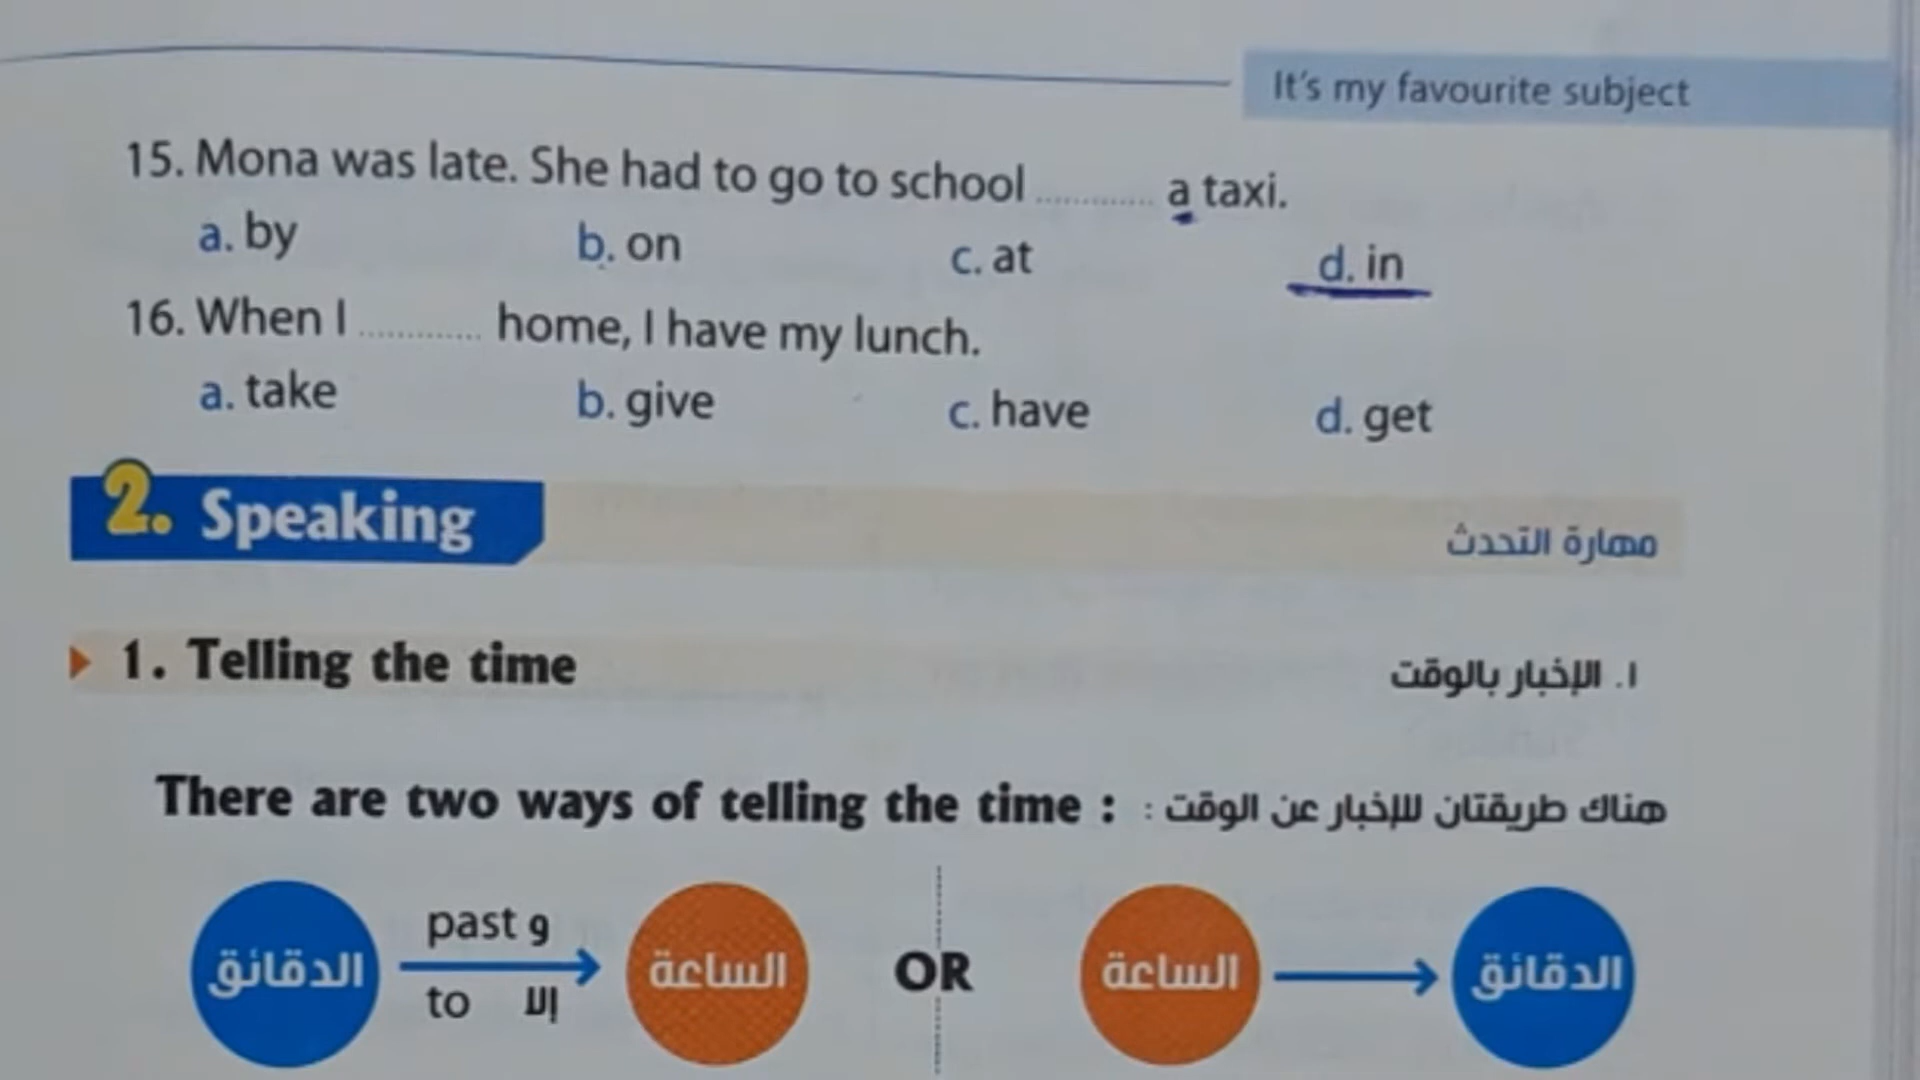 It's my favourite subject
15. Mona was late. She had to go to school ............ a taxi.
a. by b. on c. at d. in
16. When I ............ home, I have my lunch.
a. take b. give c. have d. get
2. Speaking مهارة التحدث
1. Telling the time ١. الإخبار بالوقت
There are two ways of telling the time : هناك طريقتان للإخبار عن الوقت :
past و
الدقائق الساعة OR الساعة الدقائق
to إلا